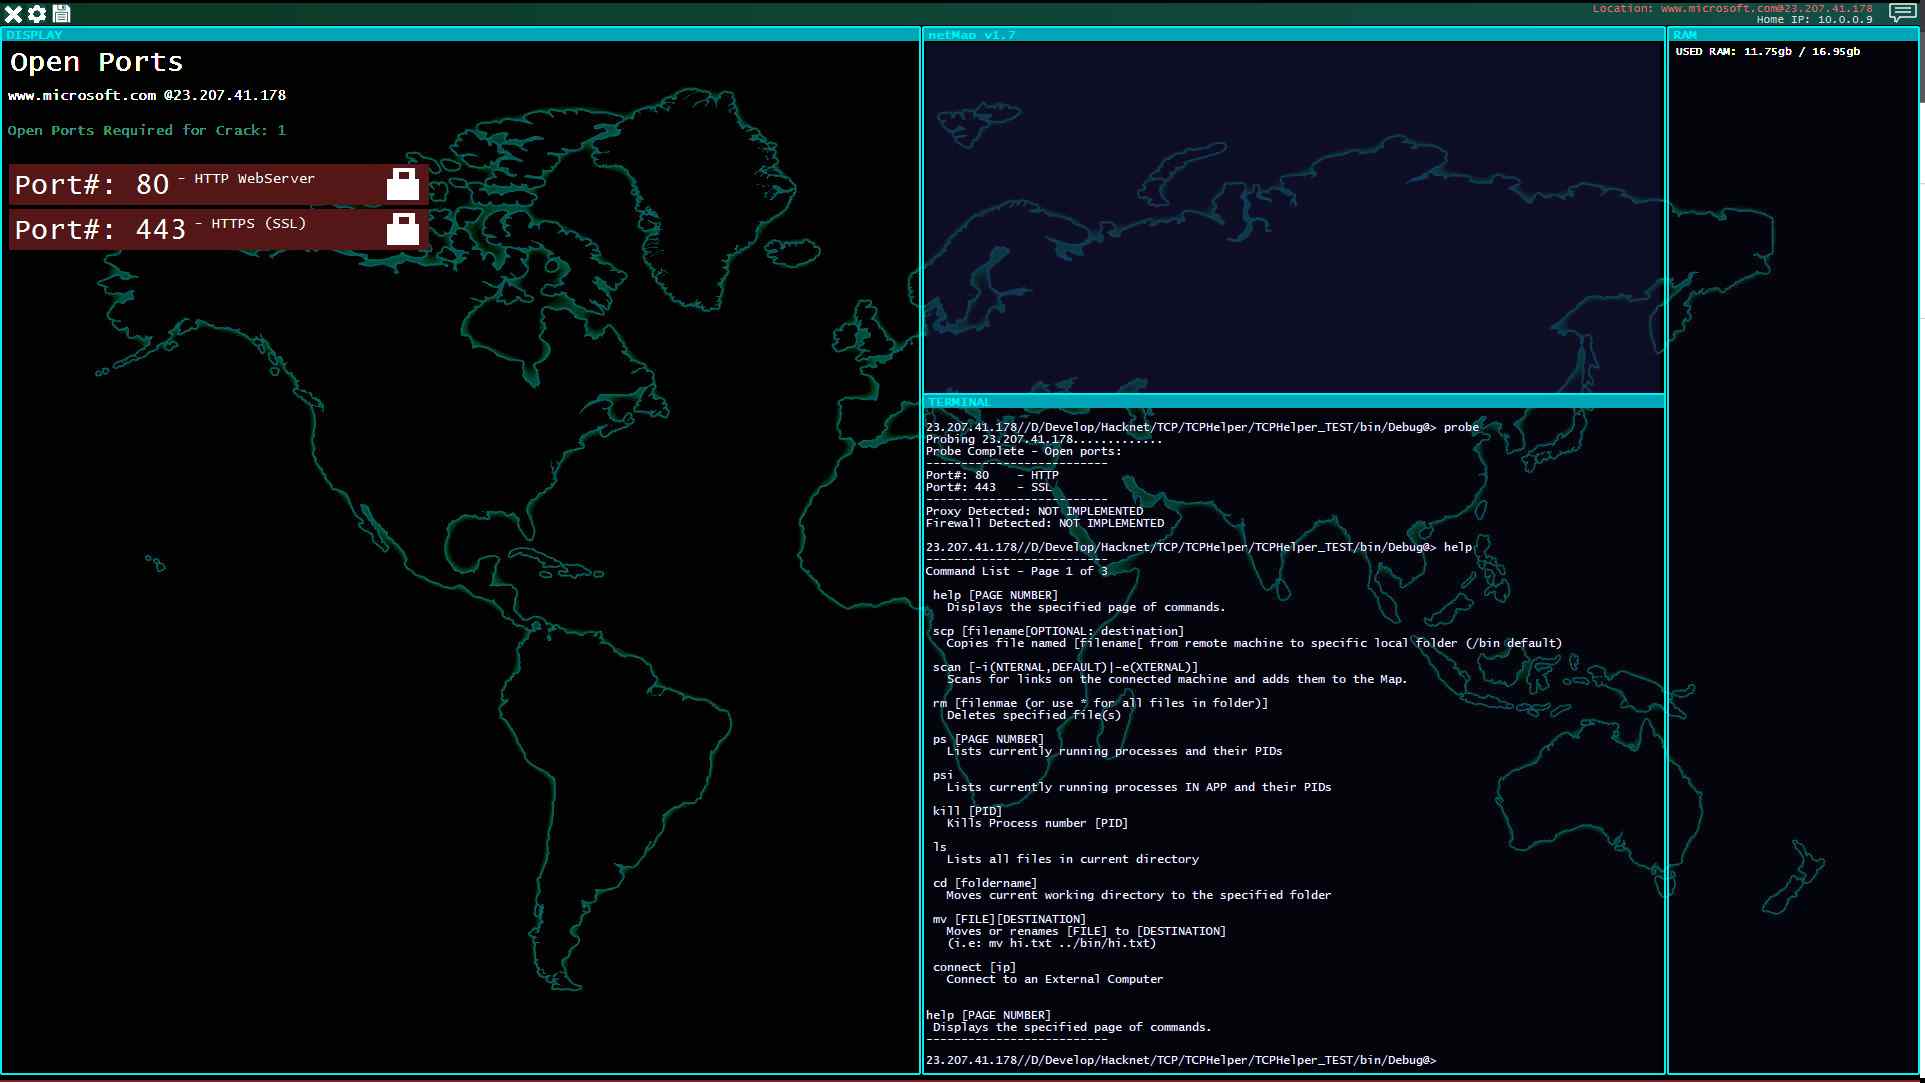 Location: www.microsoft.com@23.207.41.178
Home IP: 10.0.0.9
DISPLAY
Open Ports
www.microsoft.com @23.207.41.178
Open Ports Required for Crack: 1
Port#: 80 - HTTP WebServer
Port#: 443 - HTTPS (SSL)
netMap v1.7
TERMINAL
23.207.41.178//D/Develop/Hacknet/TCP/TCPHelper/TCPHelper_TEST/bin/Debug@> probe
Probing 23.207.41.178.............
Probe Complete - Open ports:
--------------------------
Port#: 80    - HTTP
Port#: 443   - SSL
--------------------------
Proxy Detected: NOT IMPLEMENTED
Firewall Detected: NOT IMPLEMENTED
23.207.41.178//D/Develop/Hacknet/TCP/TCPHelper/TCPHelper_TEST/bin/Debug@> help
--------------------------
Command List - Page 1 of 3
help [PAGE NUMBER]
Displays the specified page of commands.
scp [filename[OPTIONAL: destination]
Copies file named [filename[ from remote machine to specific local folder (/bin default)
scan [-i(NTERNAL,DEFAULT)|-e(XTERNAL)]
Scans for links on the connected machine and adds them to the Map.
rm [filenmae (or use * for all files in folder)]
Deletes specified file(s)
ps [PAGE NUMBER]
Lists currently running processes and their PIDs
psi
Lists currently running processes IN APP and their PIDs
kill [PID]
Kills Process number [PID]
ls
Lists all files in current directory
cd [foldername]
Moves current working directory to the specified folder
mv [FILE][DESTINATION]
Moves or renames [FILE] to [DESTINATION]
(i.e: mv hi.txt ../bin/hi.txt)
connect [ip]
Connect to an External Computer
help [PAGE NUMBER]
Displays the specified page of commands.
--------------------------
23.207.41.178//D/Develop/Hacknet/TCP/TCPHelper/TCPHelper_TEST/bin/Debug@>
RAM
USED RAM: 11.75gb / 16.95gb